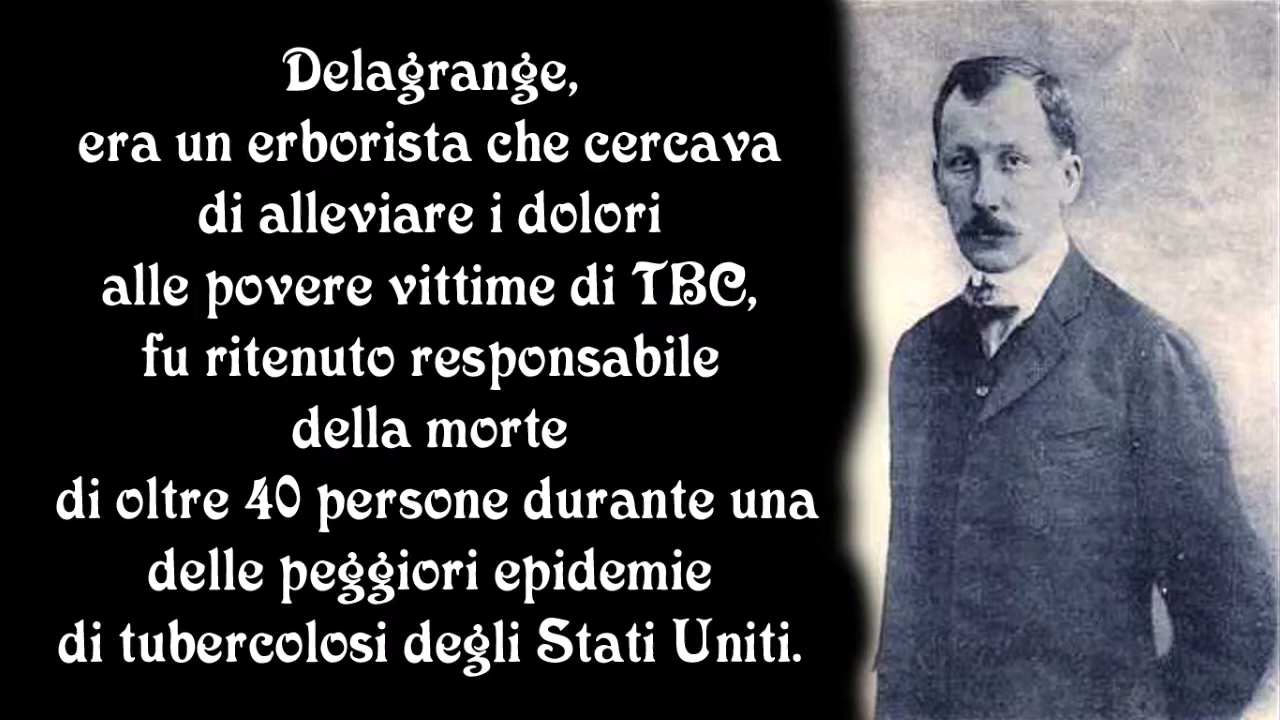 Delagrange,
era un erborista che cercava
di alleviare i dolori
alle povere vittime di TBC,
fu ritenuto responsabile
della morte
di oltre 40 persone durante una
delle peggiori epidemie
di tubercolosi degli Stati Uniti.